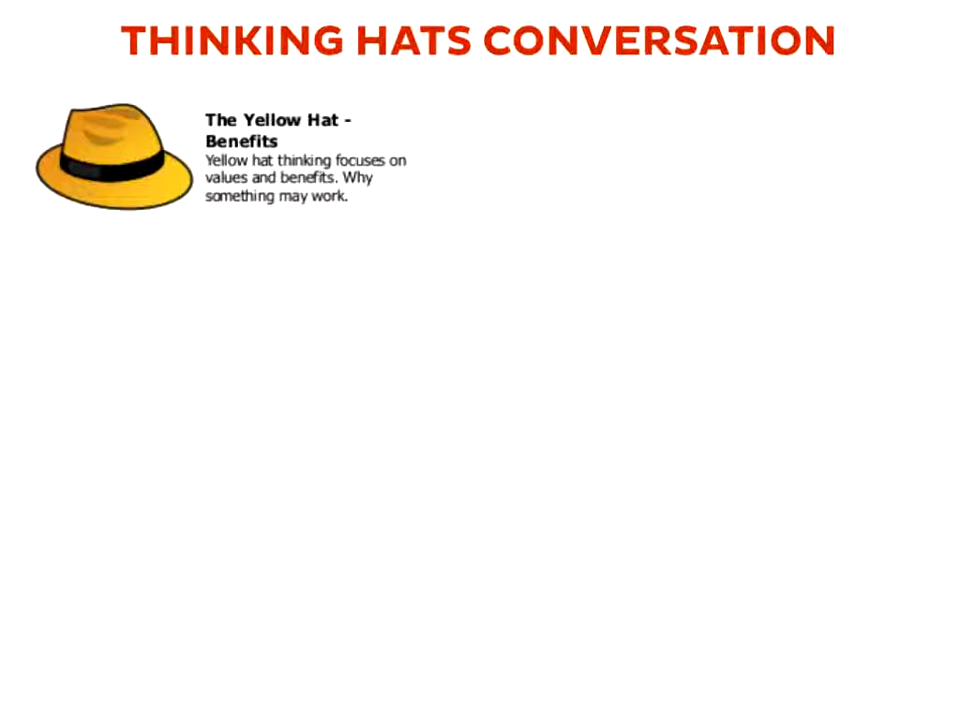 THINKING HATS CONVERSATION
The Yellow Hat -
Benefits
Yellow hat thinking focuses on
values and benefits. Why
something may work.